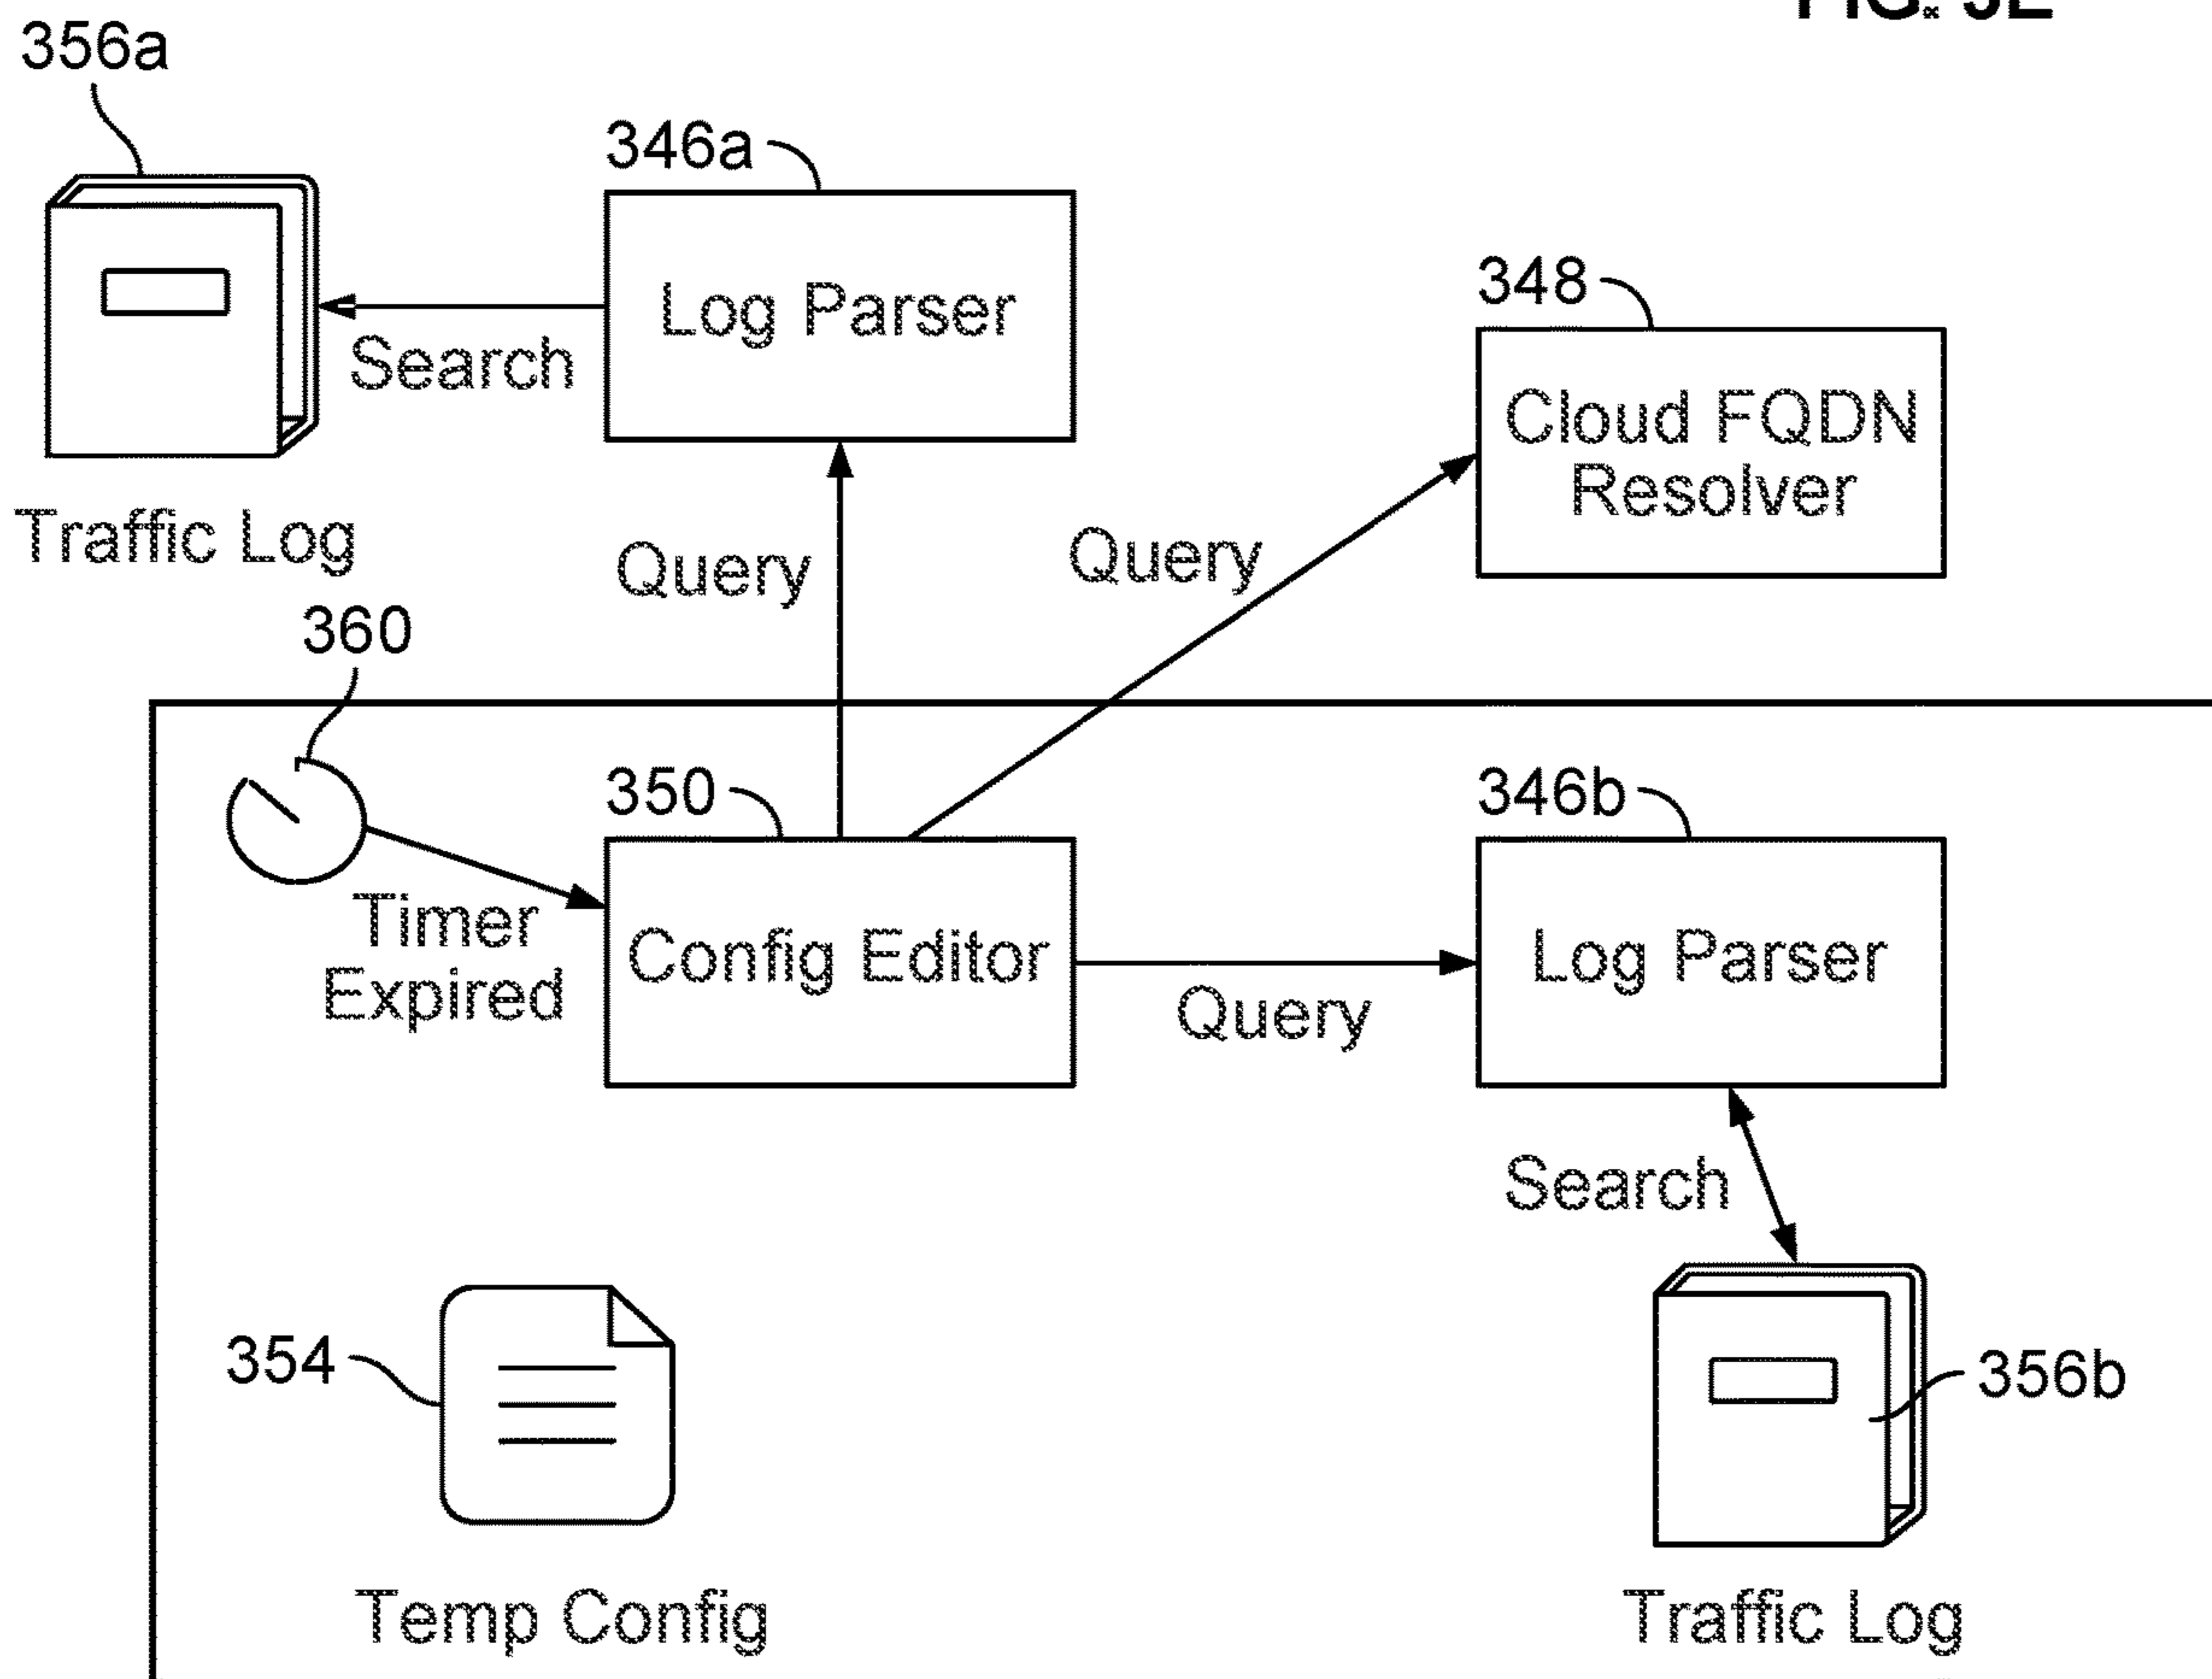 356a
346a
Log Parser
348
Search
Cloud FQDN
Resolver
Traffic Log
Query
Query
360
350
346b
Timer
Expired
Config Editor
Log Parser
Query
Search
354
356b
Temp Config
Traffic Log